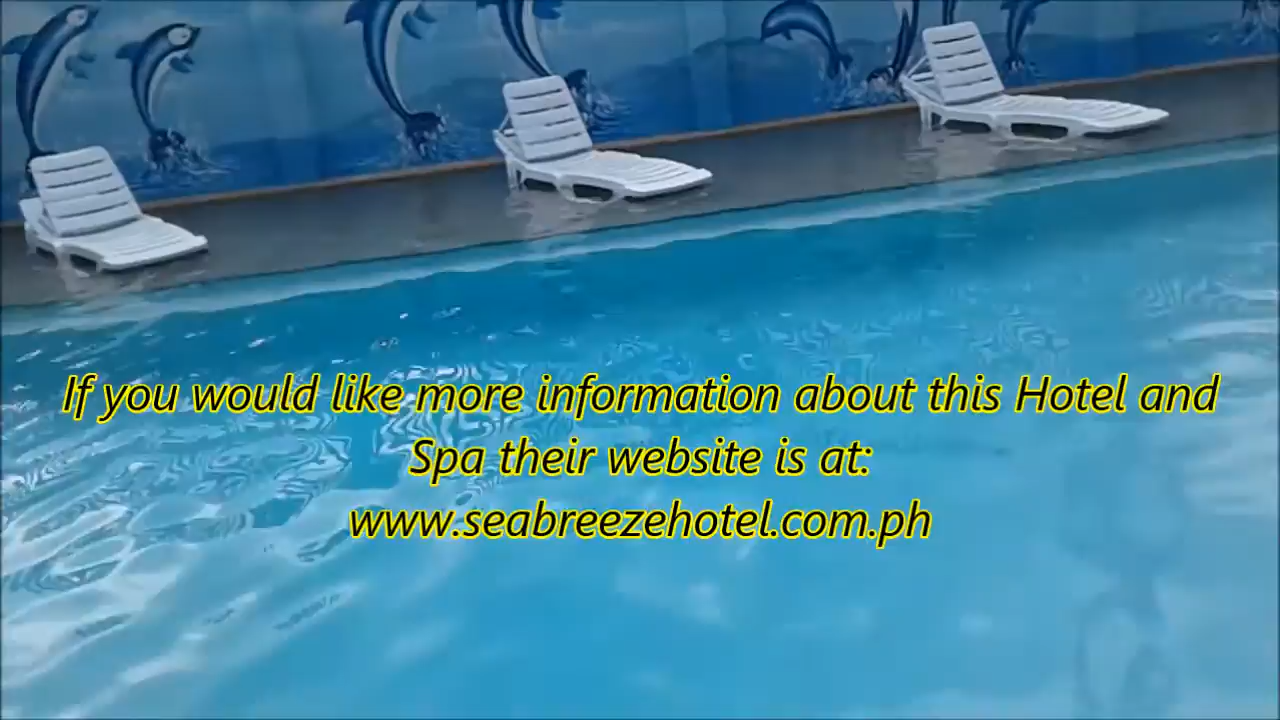 If you would like more information about this Hotel and
Spa their website is at:
www.seabreezehotel.com.ph